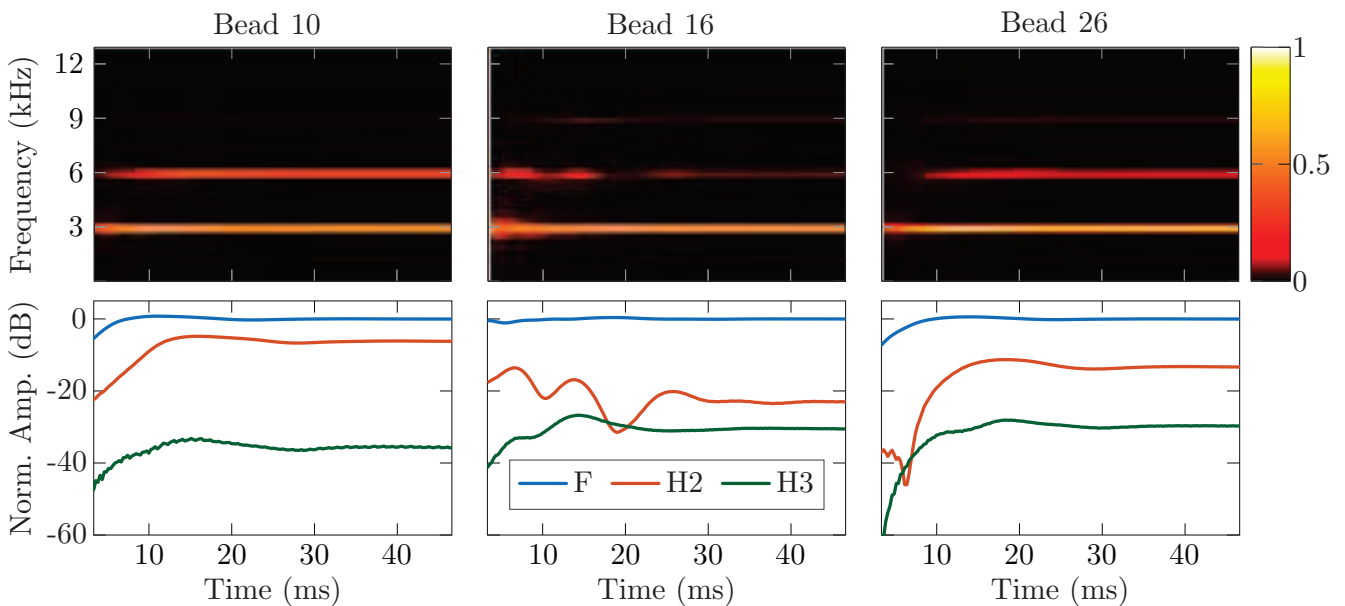 Bead 10
Bead 16
Bead 26
Frequency (kHz)
12
9
6
3
1
0.5
0
Norm. Amp. (dB)
0
-20
-40
-60
F
H2
H3
10 20 30 40
10 20 30 40
10 20 30 40
Time (ms)
Time (ms)
Time (ms)